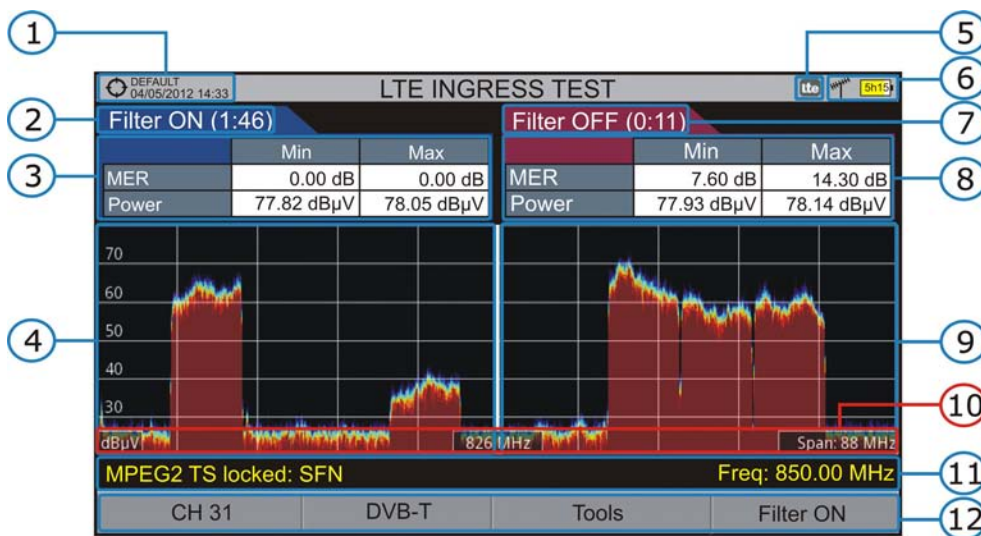 1
5
DEFAULT
04/05/2012 14:33
LTE INGRESS TEST
lte
5h15
6
2
Filter ON (1:46)
Filter OFF (0:11)
7
Min Max
Min Max
3
MER 0.00 dB 0.00 dB
MER 7.60 dB 14.30 dB
8
Power 77.82 dBµV 78.05 dBµV
Power 77.93 dBµV 78.14 dBµV
70
60
50
4
9
40
30
10
dBµV
826 MHz
Span: 88 MHz
MPEG2 TS locked: SFN
Freq: 850.00 MHz
11
CH 31
DVB-T
Tools
Filter ON
12